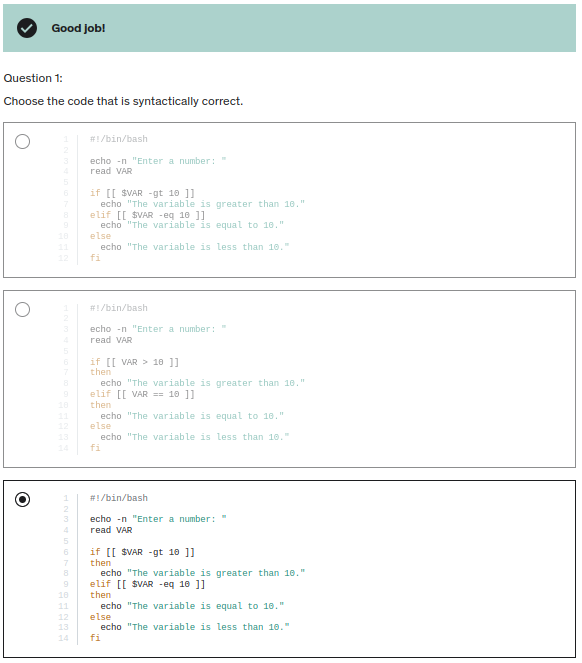 Good job!
Question 1:
Choose the code that is syntactically correct.
1 #!/bin/bash
2
3 echo -n "Enter a number: "
4 read VAR
5
6 if [[ $VAR -gt 10 ]]
7   echo "The variable is greater than 10."
8 elif [[ $VAR -eq 10 ]]
9   echo "The variable is equal to 10."
10 else
11   echo "The variable is less than 10."
12 fi
1 #!/bin/bash
2
3 echo -n "Enter a number: "
4 read VAR
5
6 if [[ VAR > 10 ]]
7 then
8   echo "The variable is greater than 10."
9 elif [[ VAR == 10 ]]
10 then
11   echo "The variable is equal to 10."
12 else
13   echo "The variable is less than 10."
14 fi
1 #!/bin/bash
2
3 echo -n "Enter a number: "
4 read VAR
5
6 if [[ $VAR -gt 10 ]]
7 then
8   echo "The variable is greater than 10."
9 elif [[ $VAR -eq 10 ]]
10 then
11   echo "The variable is equal to 10."
12 else
13   echo "The variable is less than 10."
14 fi